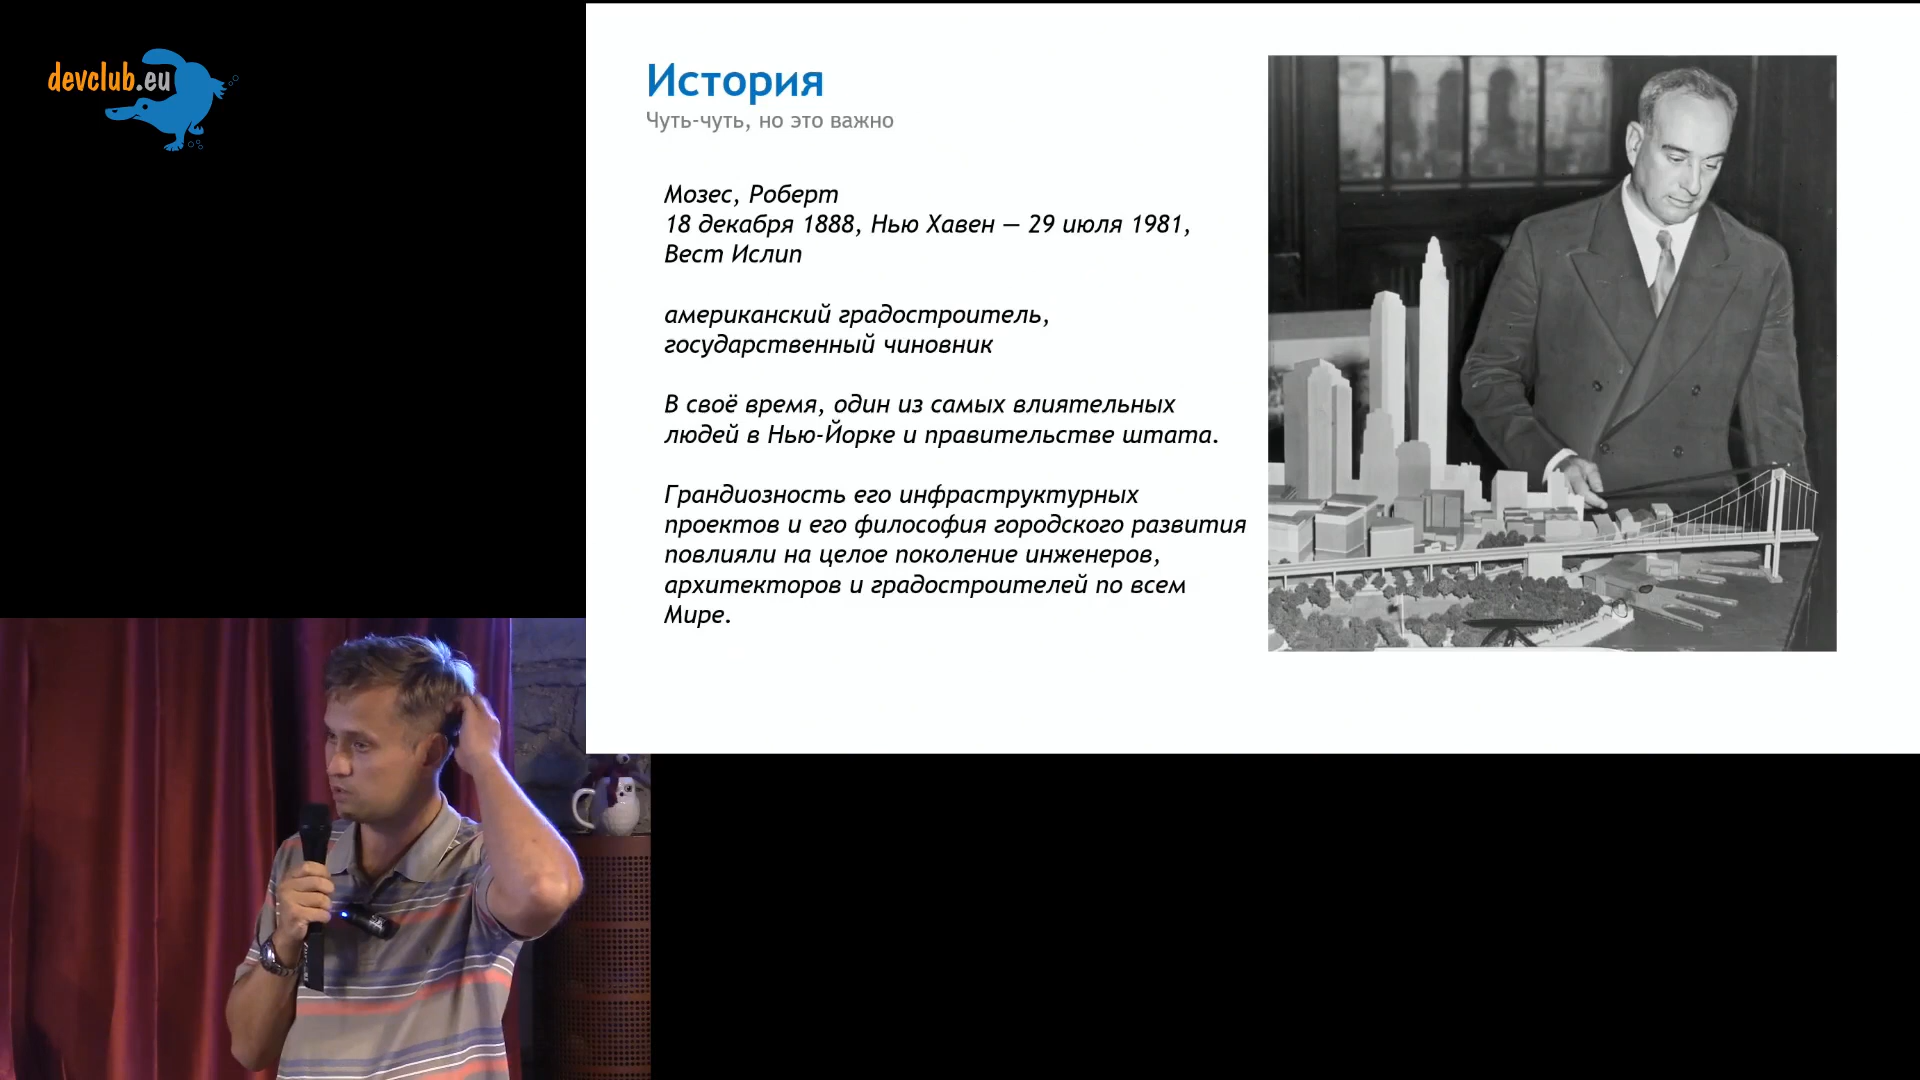 devclub.eu
История
Чуть-чуть, но это важно
Мозес, Роберт
18 декабря 1888, Нью Хавен — 29 июля 1981,
Вест Ислип
американский градостроитель,
государственный чиновник
В своё время, один из самых влиятельных
людей в Нью-Йорке и правительстве штата.
Грандиозность его инфраструктурных
проектов и его философия городского развития
повлияли на целое поколение инженеров,
архитекторов и градостроителей по всем
Мире.